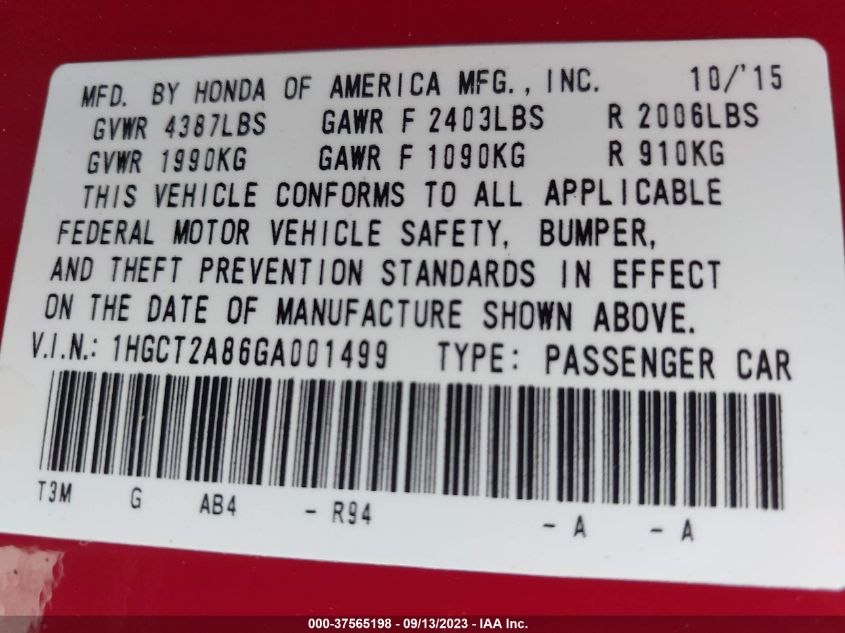 MFD. BY HONDA OF AMERICA MFG., INC. 10/'15
GVWR 4387LBS GAWR F 2403LBS R 2006LBS
GVWR 1990KG GAWR F 1090KG R 910KG
THIS VEHICLE CONFORMS TO ALL APPLICABLE
FEDERAL MOTOR VEHICLE SAFETY, BUMPER,
AND THEFT PREVENTION STANDARDS IN EFFECT
ON THE DATE OF MANUFACTURE SHOWN ABOVE.
V.I.N.: 1HGCT2A86GA001499 TYPE: PASSENGER CAR
T3M G AB4 - R94 - A - A
000-37565198 - 09/13/2023 - IAA Inc.